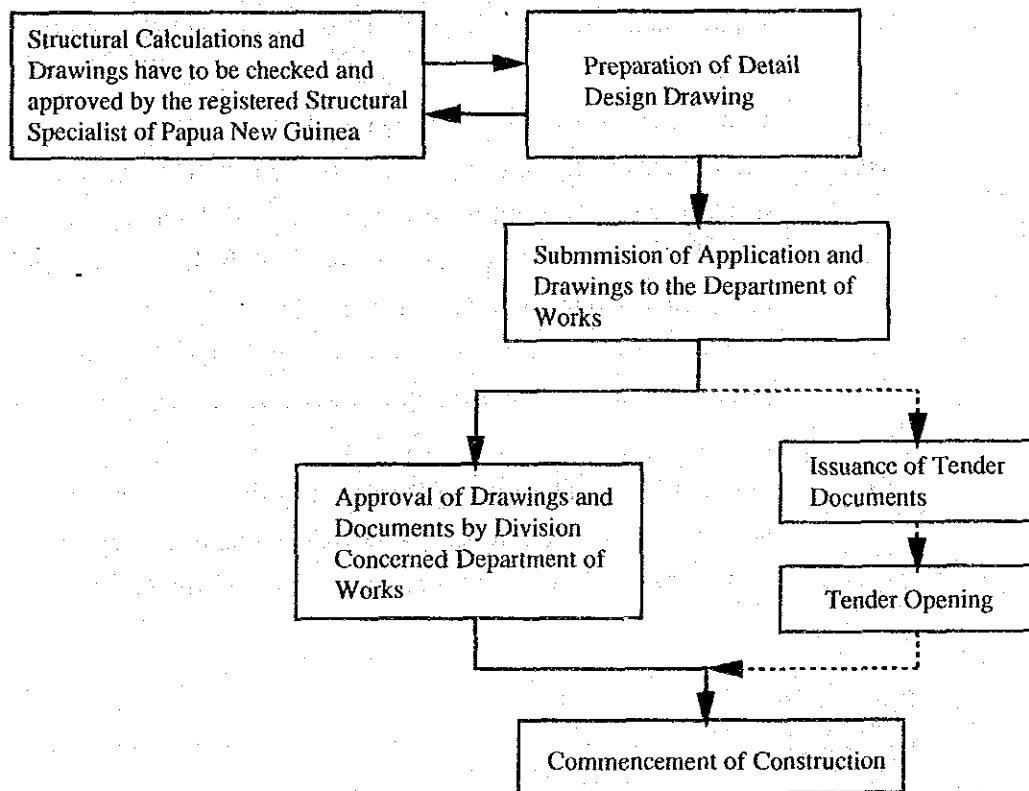 Structural Calculations and
Drawings have to be checked and
approved by the registered Structural
Specialist of Papua New Guinea
Preparation of Detail
Design Drawing
Submmision of Application and
Drawings to the Department of
Works
Approval of Drawings and
Documents by Division
Concerned Department of
Works
Issuance of Tender
Documents
Tender Opening
Commencement of Construction